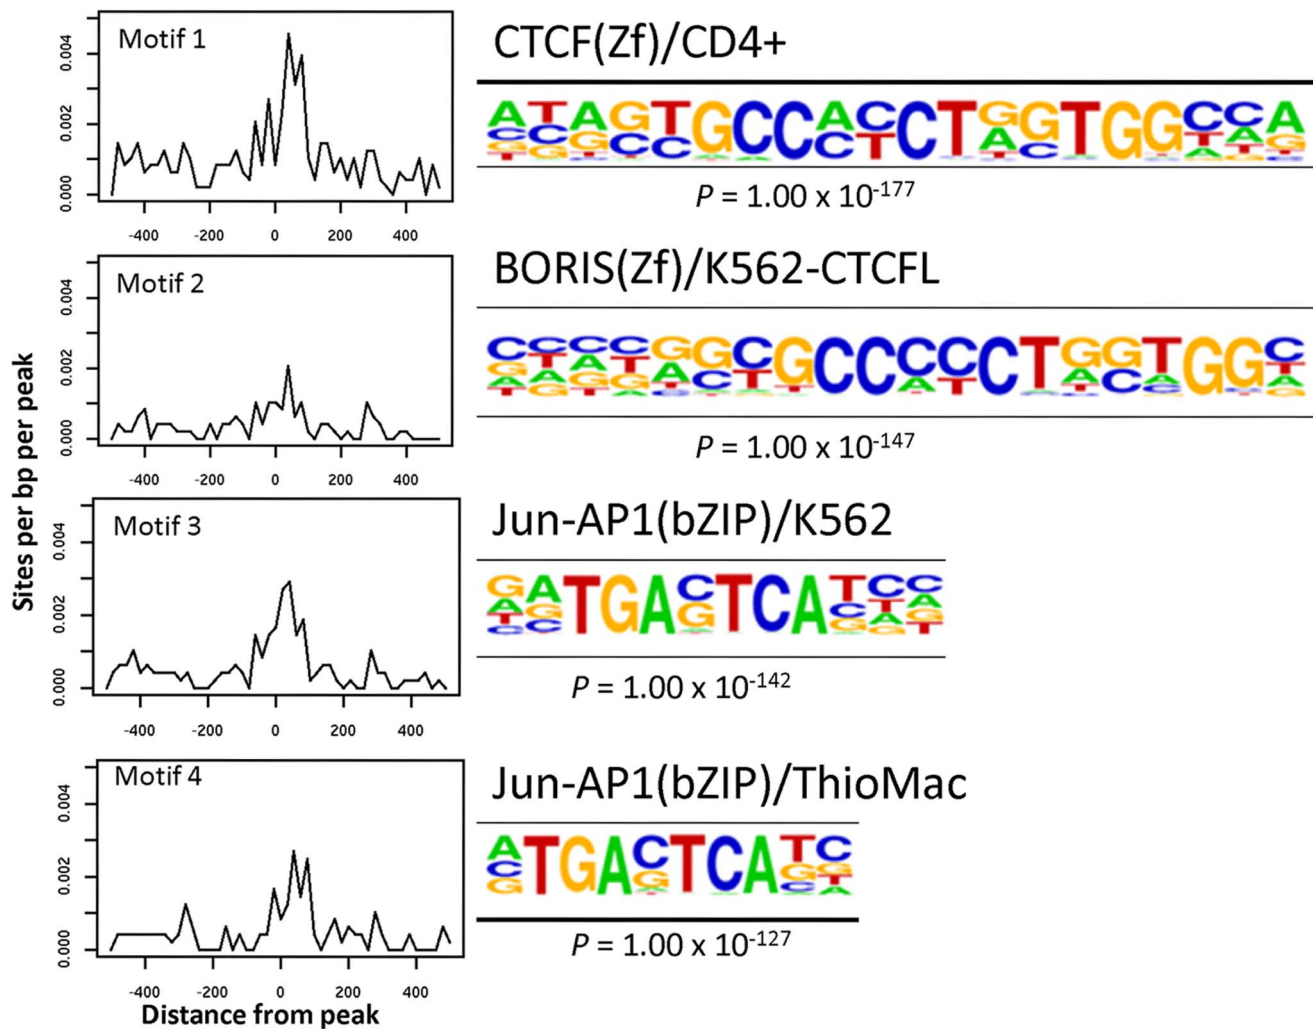 Sites per bp per peak
Motif 1
0.004
0.002
0.000
-400 -200 0 200 400
CTCF(Zf)/CD4+
ATAGTGCCACCTGGTGGCCA
P = 1.00 x 10-177
Motif 2
0.004
0.002
0.000
-400 -200 0 200 400
BORIS(Zf)/K562-CTCFL
CCCCGGCGCCCCCTGGTGGC
P = 1.00 x 10-147
Motif 3
0.004
0.002
0.000
-400 -200 0 200 400
Jun-AP1(bZIP)/K562
GATGACTCATCC
P = 1.00 x 10-142
Motif 4
0.004
0.002
0.000
-400 -200 0 200 400
Jun-AP1(bZIP)/ThioMac
ATGACTCATC
P = 1.00 x 10-127
Distance from peak